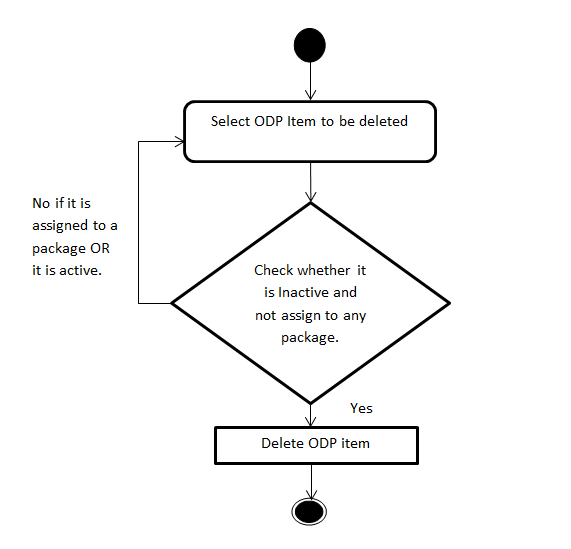 Select ODP Item to be deleted
No if it is
assigned to a
package OR
it is active.
Check whether it
is Inactive and
not assign to any
package.
Yes
Delete ODP item